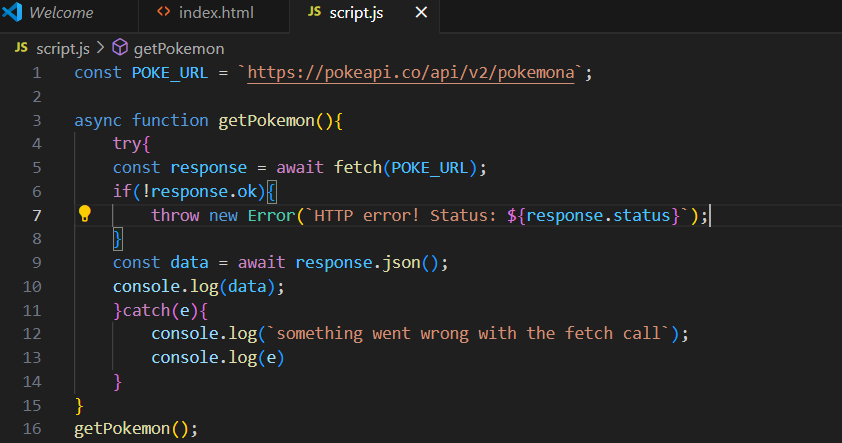 Welcome <> index.html JS script.js ×
JS script.js > getPokemon
1 const POKE_URL = `https://pokeapi.co/api/v2/pokemona`;
2
3 async function getPokemon(){
4 try{
5 const response = await fetch(POKE_URL);
6 if(!response.ok){
7 throw new Error(`HTTP error! Status: ${response.status}`);
8 }
9 const data = await response.json();
10 console.log(data);
11 }catch(e){
12 console.log(`something went wrong with the fetch call`);
13 console.log(e)
14 }
15 }
16 getPokemon();